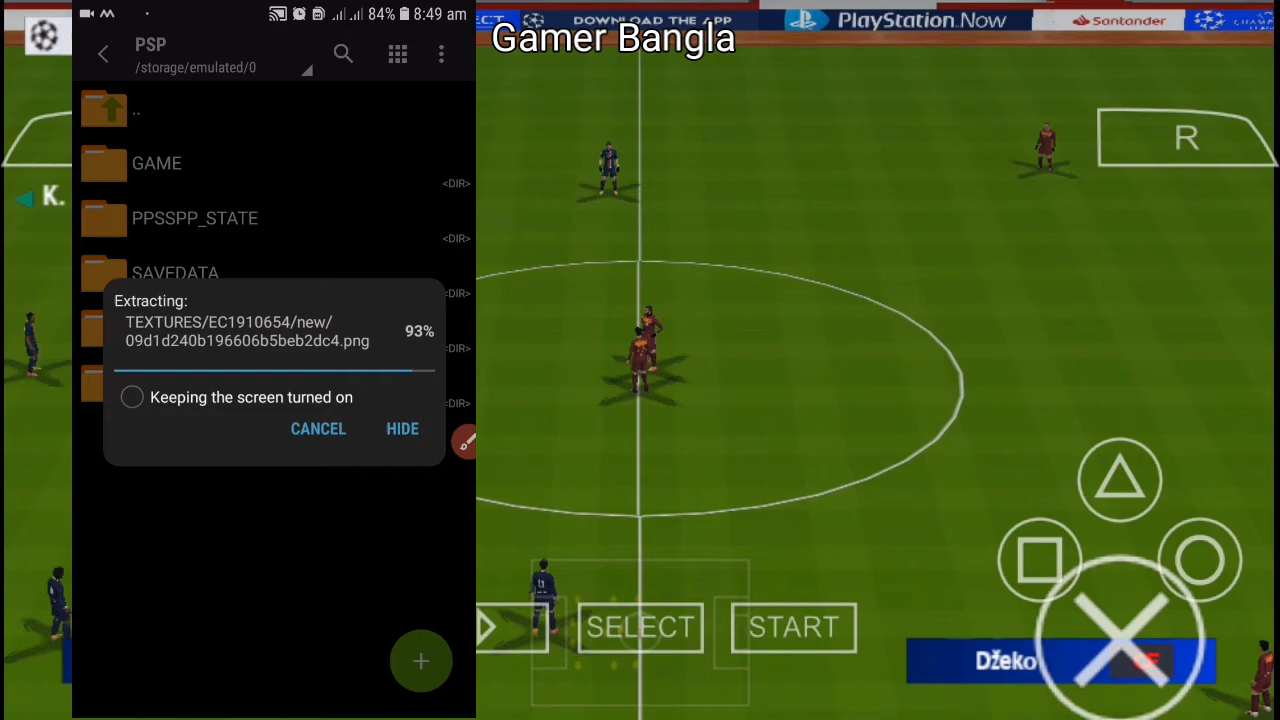 84% 8:49 am
PSP
/storage/emulated/0
..
GAME
<DIR>
PPSSPP_STATE
<DIR>
SAVEDATA
<DIR>
<DIR>
<DIR>
Extracting:
TEXTURES/EC1910654/new/
09d1d240b196606b5beb2dc4.png
93%
Keeping the screen turned on
CANCEL HIDE
+
Gamer Bangla
ECT
DOWNLOAD THE APP
PlayStation.Now
Santander
K.
R
SELECT
START
Džeko
CF